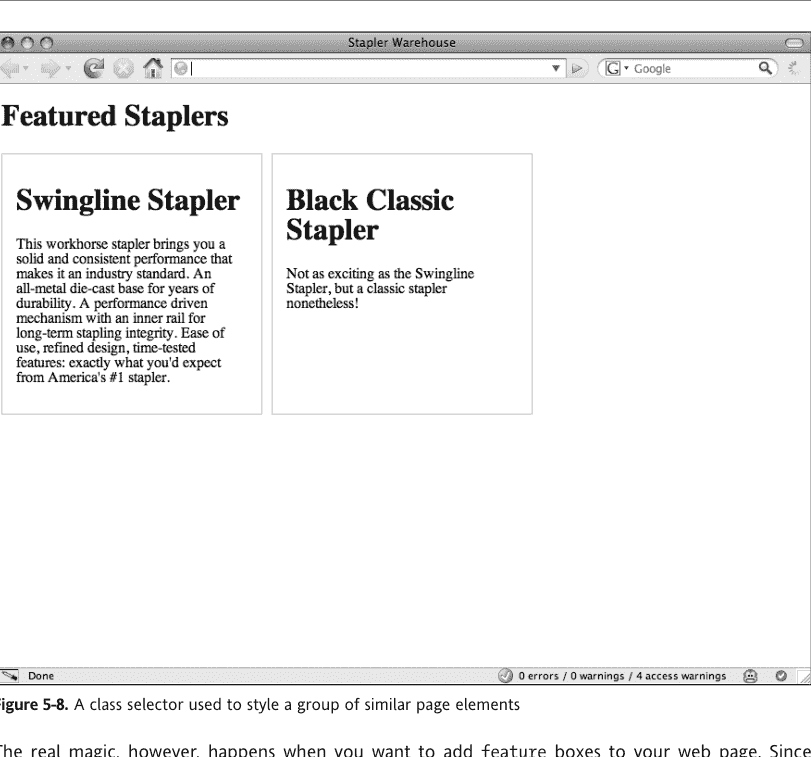 Stapler Warehouse
G Google
Featured Staplers
Swingline Stapler
This workhorse stapler brings you a
solid and consistent performance that
makes it an industry standard. An
all-metal die-cast base for years of
durability. A performance driven
mechanism with an inner rail for
long-term stapling integrity. Ease of
use, refined design, time-tested
features: exactly what you'd expect
from America's #1 stapler.
Black Classic
Stapler
Not as exciting as the Swingline
Stapler, but a classic stapler
nonetheless!
Done
0 errors / 0 warnings / 4 access warnings
Figure 5-8. A class selector used to style a group of similar page elements
The real magic, however, happens when you want to add feature boxes to your web page. Since